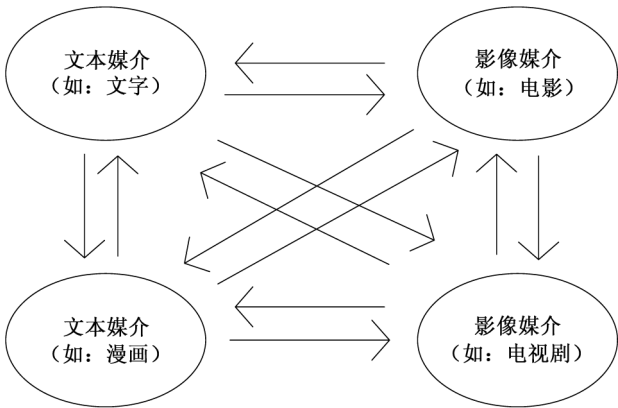 文本媒介
（如：文字）
影像媒介
（如：电影）
文本媒介
（如：漫画）
影像媒介
（如：电视剧）